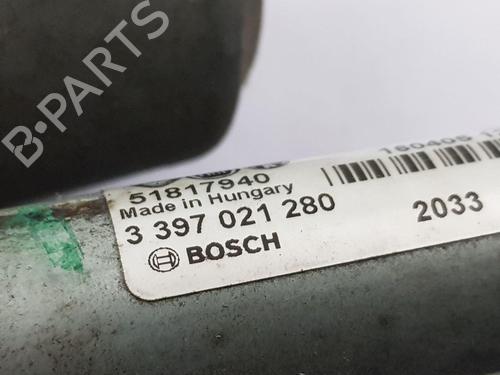 B-PARTS
51817940
Made in Hungary
3 397 021 280
2033
BOSCH